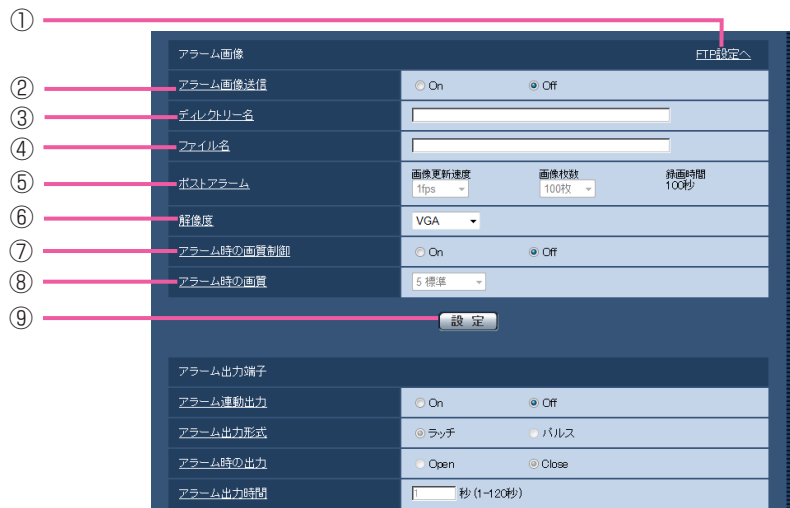 ①
アラーム画像 FTP設定へ
② アラーム画像送信 On Off
③ ディレクトリー名
④ ファイル名
⑤ ポストアラーム 画像更新速度 1fps 画像枚数 100枚 録画時間 100秒
⑥ 解像度 VGA
⑦ アラーム時の画質制御 On Off
⑧ アラーム時の画質 5 標準
⑨ 設 定
アラーム出力端子
アラーム連動出力 On Off
アラーム出力形式 ラッチ パルス
アラーム時の出力 Open Close
アラーム出力時間 1 秒(1-120秒)